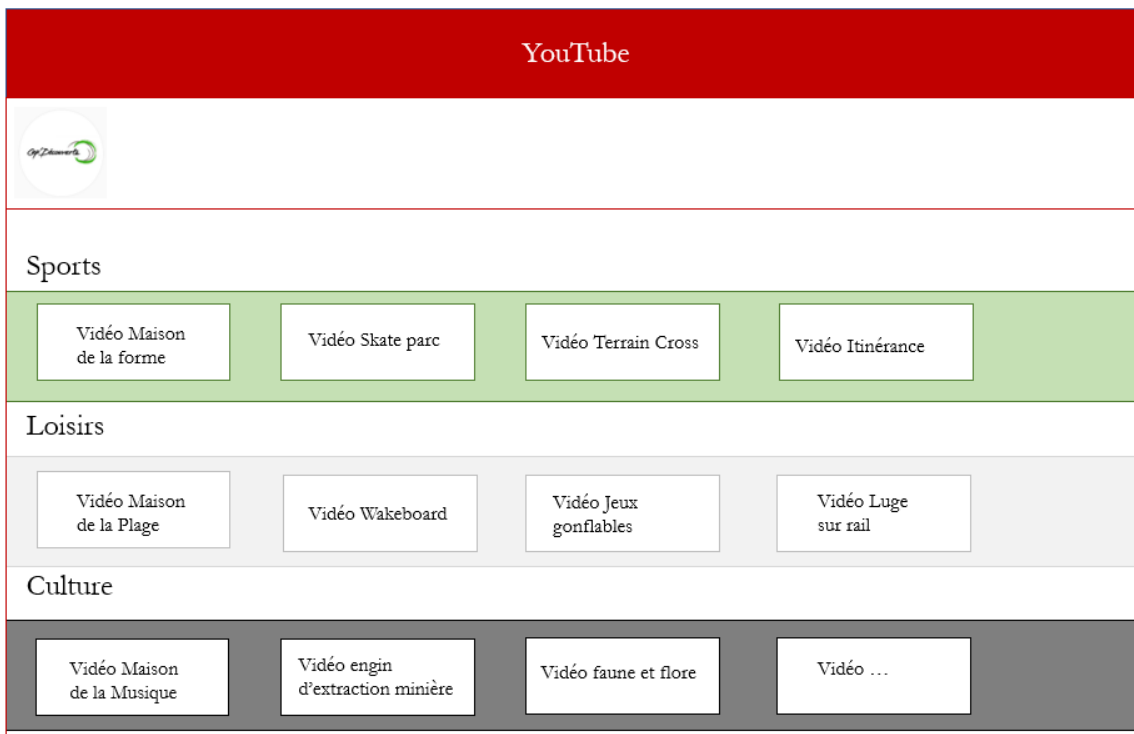 YouTube
Cap'Découverte
Sports
Vidéo Maison
de la forme
Vidéo Skate parc
Vidéo Terrain Cross
Vidéo Itinérance
Loisirs
Vidéo Maison
de la Plage
Vidéo Wakeboard
Vidéo Jeux
gonflables
Vidéo Luge
sur rail
Culture
Vidéo Maison
de la Musique
Vidéo engin
d’extraction minière
Vidéo faune et flore
Vidéo …